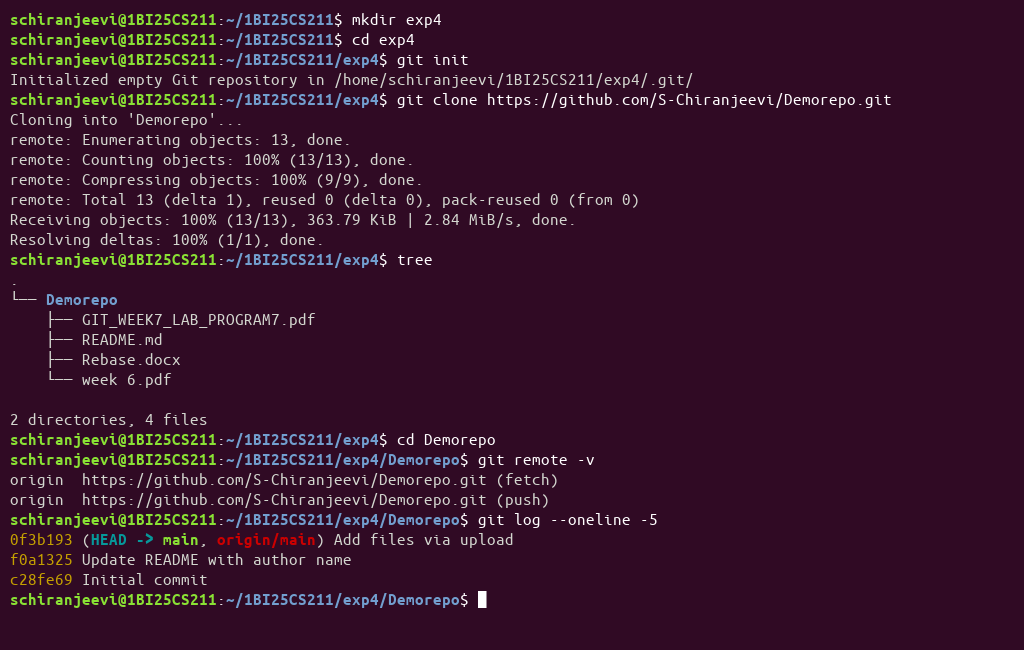 schiranjeevi@1BI25CS211:~/1BI25CS211$ mkdir exp4
schiranjeevi@1BI25CS211:~/1BI25CS211$ cd exp4
schiranjeevi@1BI25CS211:~/1BI25CS211/exp4$ git init
Initialized empty Git repository in /home/schiranjeevi/1BI25CS211/exp4/.git/
schiranjeevi@1BI25CS211:~/1BI25CS211/exp4$ git clone https://github.com/S-Chiranjeevi/Demorepo.git
Cloning into 'Demorepo'...
remote: Enumerating objects: 13, done.
remote: Counting objects: 100% (13/13), done.
remote: Compressing objects: 100% (9/9), done.
remote: Total 13 (delta 1), reused 0 (delta 0), pack-reused 0 (from 0)
Receiving objects: 100% (13/13), 363.79 KiB | 2.84 MiB/s, done.
Resolving deltas: 100% (1/1), done.
schiranjeevi@1BI25CS211:~/1BI25CS211/exp4$ tree
.
└── Demorepo
    ├── GIT_WEEK7_LAB_PROGRAM7.pdf
    ├── README.md
    ├── Rebase.docx
    └── week 6.pdf

2 directories, 4 files
schiranjeevi@1BI25CS211:~/1BI25CS211/exp4$ cd Demorepo
schiranjeevi@1BI25CS211:~/1BI25CS211/exp4/Demorepo$ git remote -v
origin  https://github.com/S-Chiranjeevi/Demorepo.git (fetch)
origin  https://github.com/S-Chiranjeevi/Demorepo.git (push)
schiranjeevi@1BI25CS211:~/1BI25CS211/exp4/Demorepo$ git log --oneline -5
0f3b193 (HEAD -> main, origin/main) Add files via upload
f0a1325 Update README with author name
c28fe69 Initial commit
schiranjeevi@1BI25CS211:~/1BI25CS211/exp4/Demorepo$